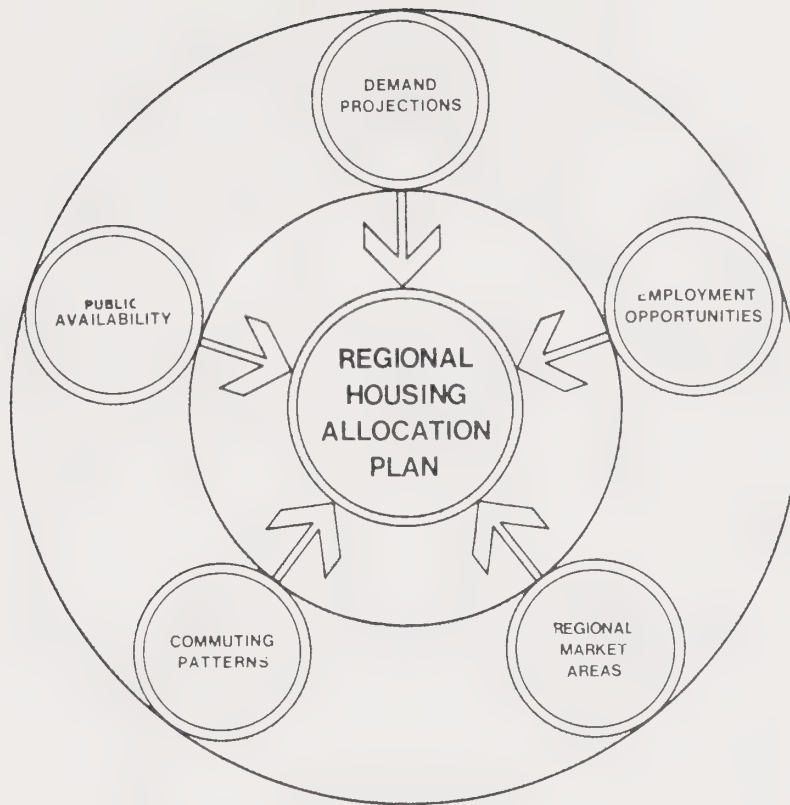 DEMAND
PROJECTIONS
PUBLIC
AVAILABILITY
EMPLOYMENT
OPPORTUNITIES
REGIONAL
HOUSING
ALLOCATION
PLAN
COMMUTING
PATTERNS
REGIONAL
MARKET
AREAS